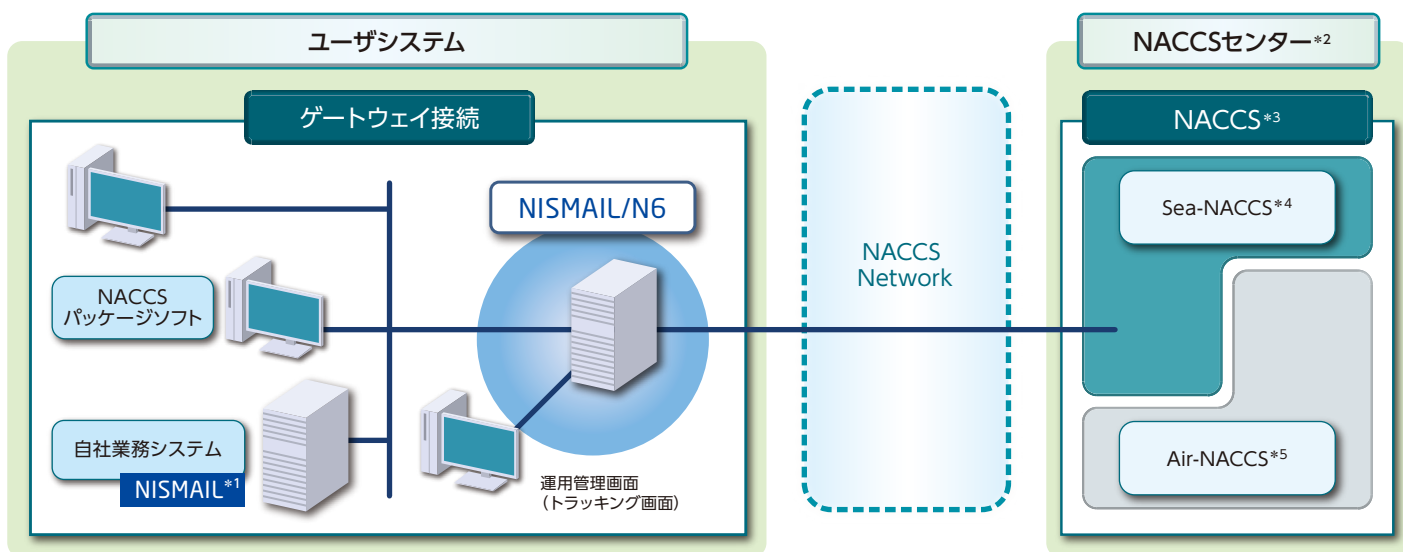 ユーザシステム
ゲートウェイ接続
NISMAIL/N6
NACCS
パッケージソフト
自社業務システム
NISMAIL*1
運用管理画面
（トラッキング画面）
NACCS
Network
NACCSセンター*2
NACCS*3
Sea-NACCS*4
Air-NACCS*5